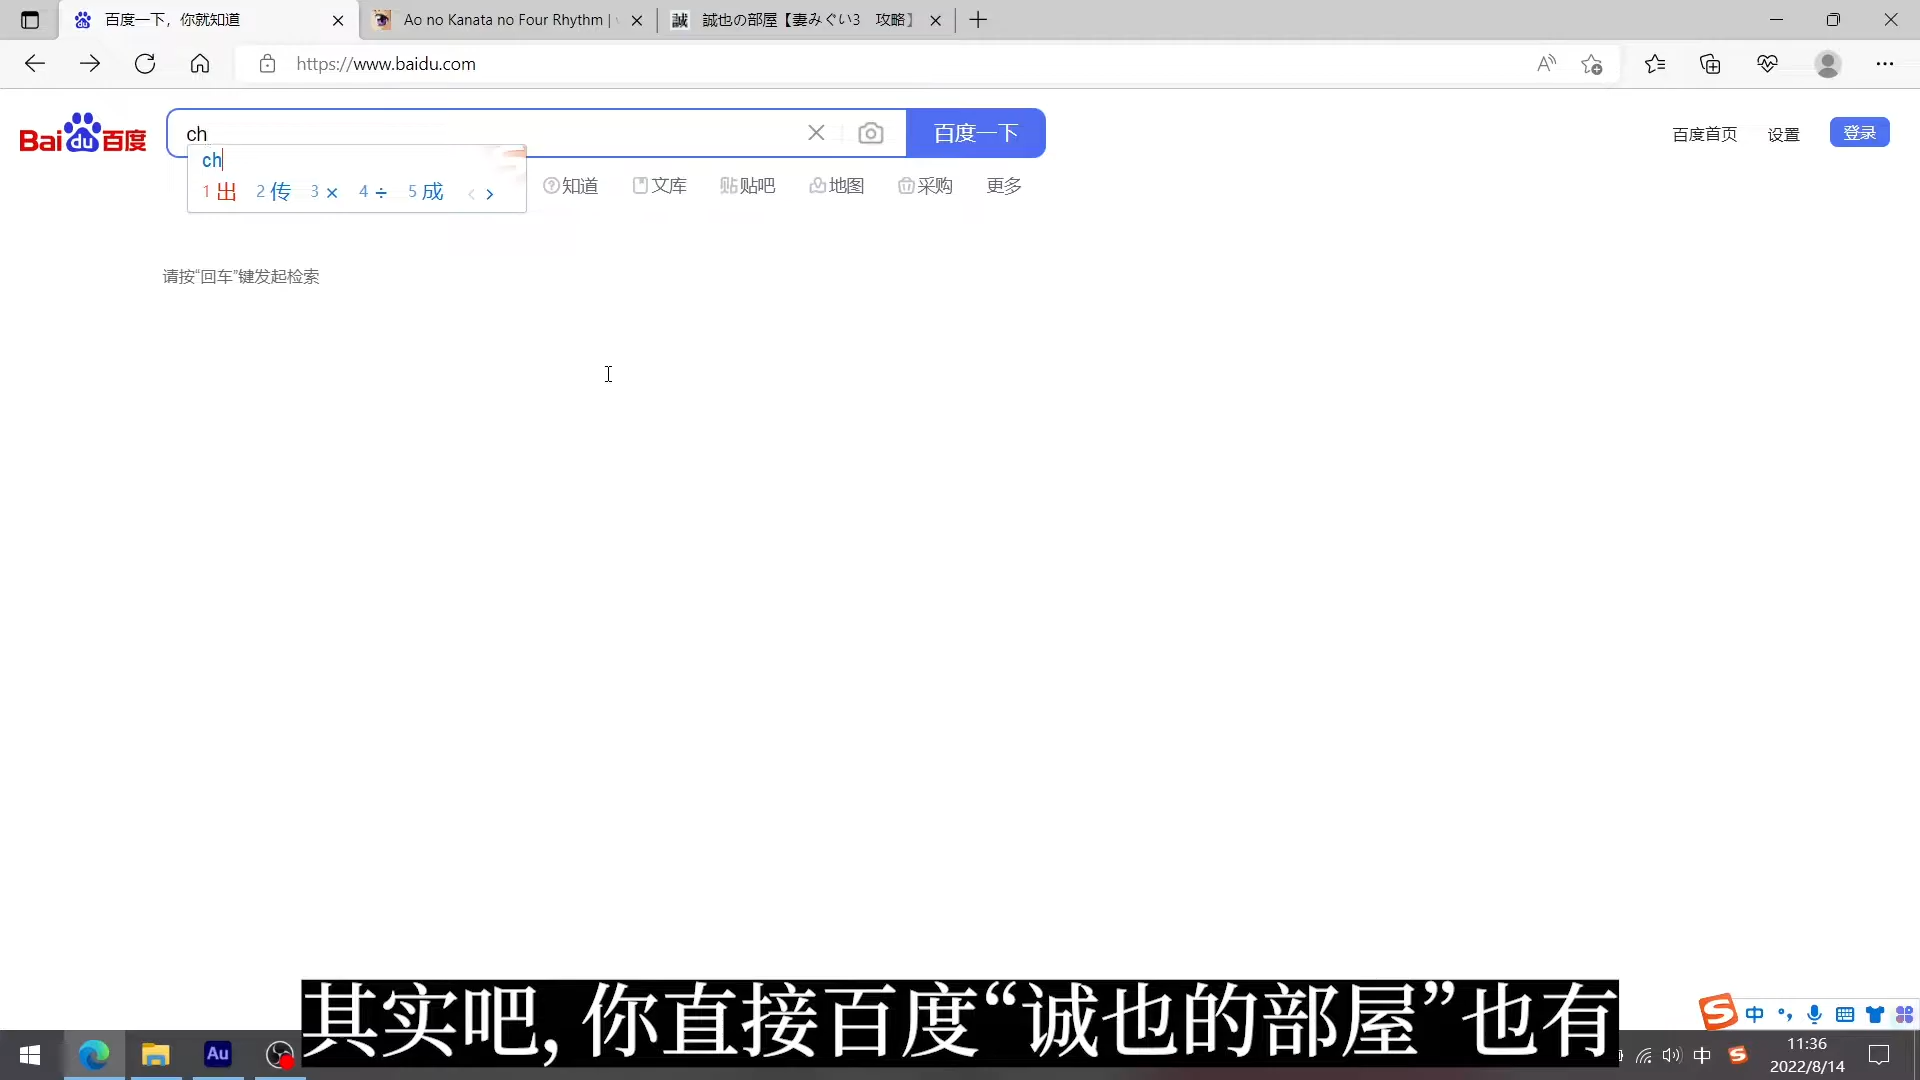 百度一下，你就知道
Ao no Kanata no Four Rhythm |
誠 誠也の部屋【妻みぐい3　攻略】
https://www.baidu.com
Bai du 百度
ch
百度一下
百度首页 设置 登录
ch
1 出 2 传 3 × 4 ÷ 5 成
知道 文库 贴吧 地图 采购 更多
请按“回车”键发起检索
其实吧, 你直接百度“诚也的部屋”也有
S 中
Au
中 S
11:36
2022/8/14